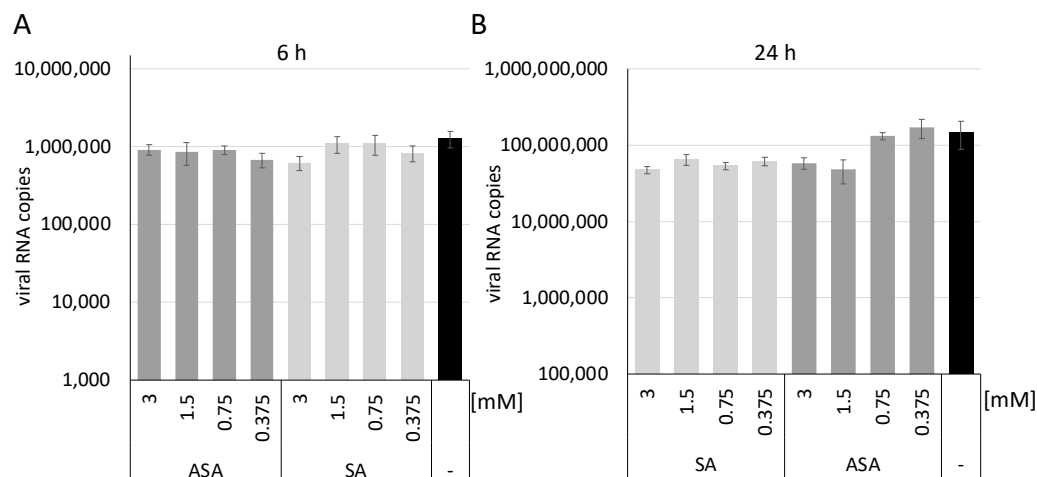 A
6 h
viral RNA copies
10,000,000
1,000,000
100,000
10,000
1,000
3 1.5 0.75 0.375 3 1.5 0.75 0.375 [mM]
ASA SA -
B
24 h
viral RNA copies
1,000,000,000
100,000,000
10,000,000
1,000,000
100,000
3 1.5 0.75 0.375 3 1.5 0.75 0.375 [mM]
SA ASA -